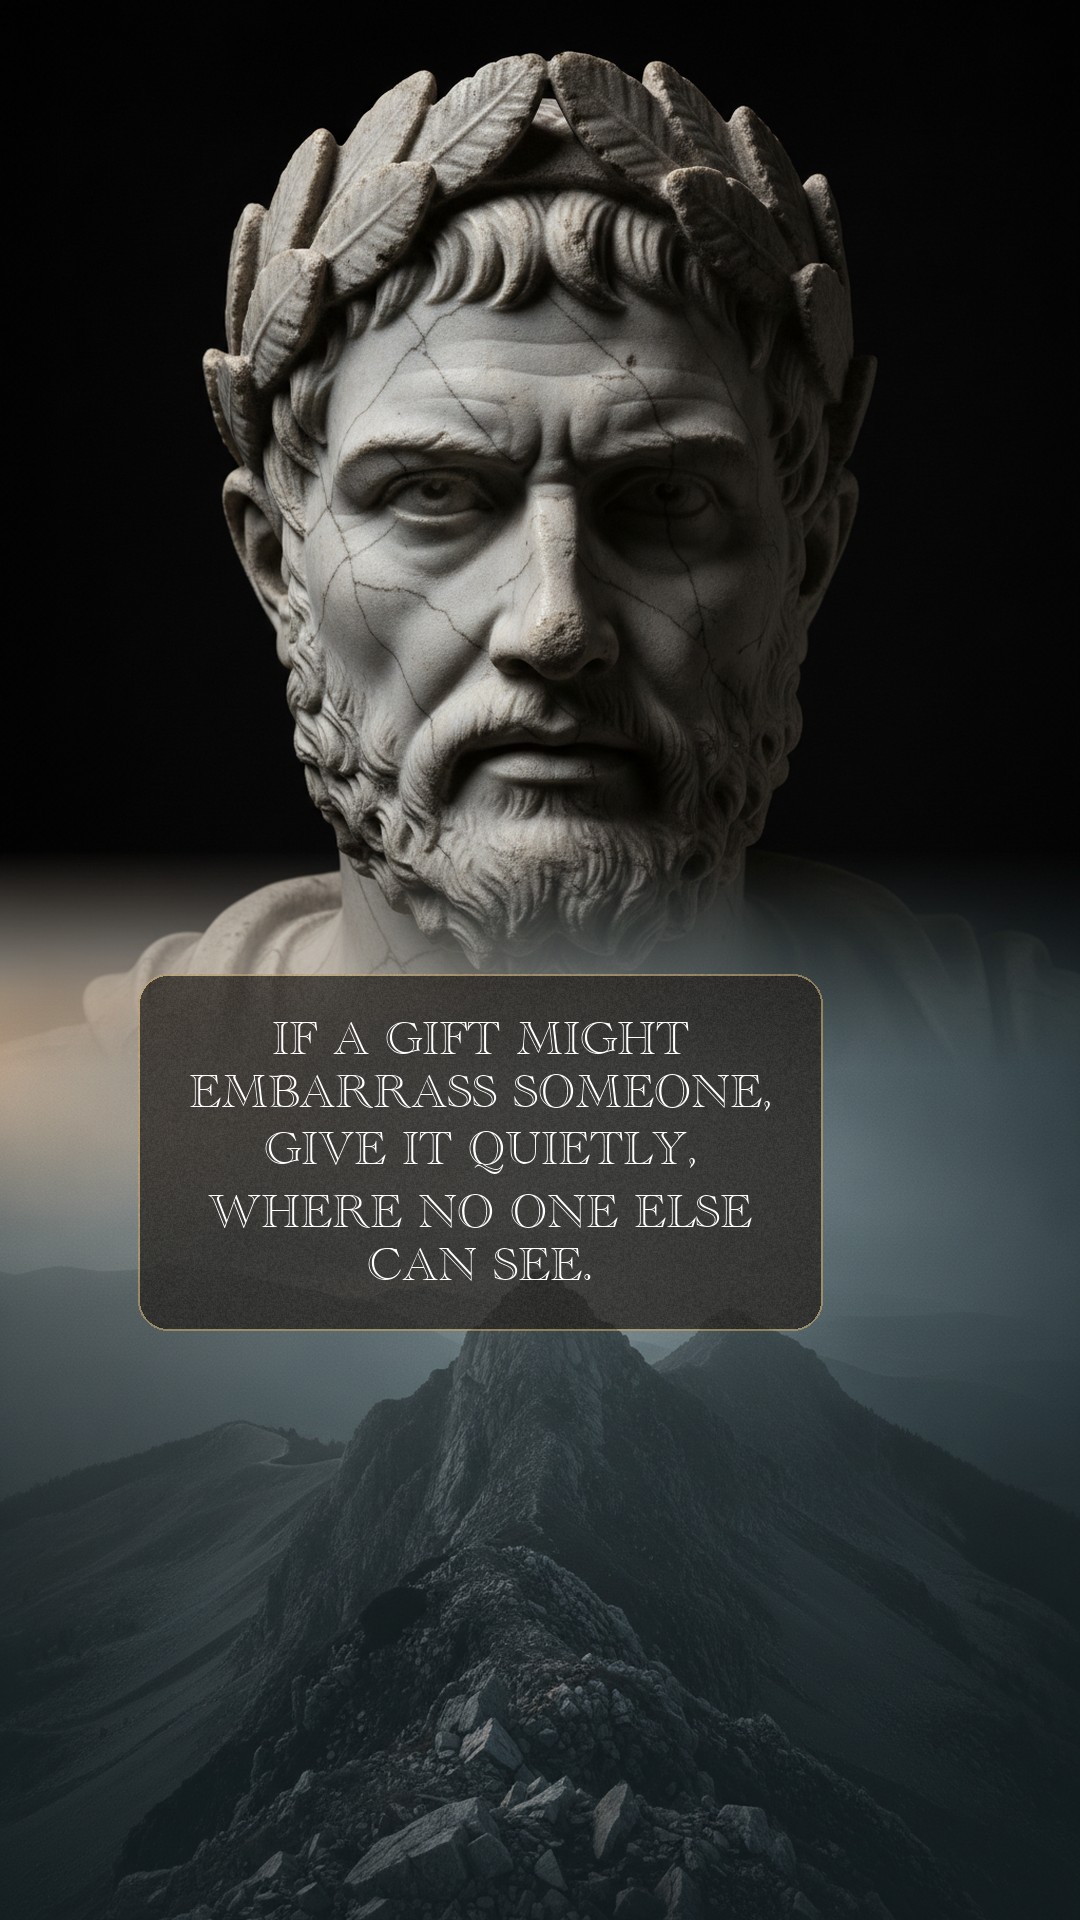 IF A GIFT MIGHT
EMBARRASS SOMEONE,
GIVE IT QUIETLY,
WHERE NO ONE ELSE
CAN SEE.